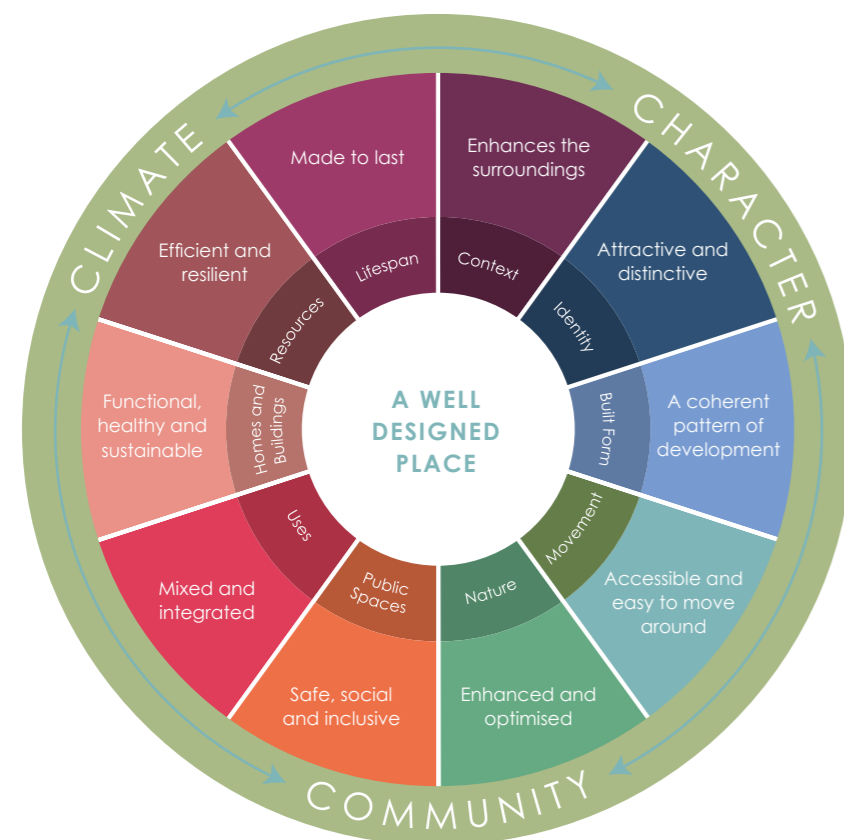 CLIMATE
CHARACTER
COMMUNITY
A WELL
DESIGNED
PLACE
Enhances the
surroundings
Context
Attractive and
distinctive
Identity
A coherent
pattern of
development
Built Form
Accessible and
easy to move
around
Movement
Enhanced and
optimised
Nature
Safe, social
and inclusive
Public
Spaces
Mixed and
integrated
Uses
Functional,
healthy and
sustainable
Homes and
Buildings
Efficient and
resilient
Resources
Made to last
Lifespan